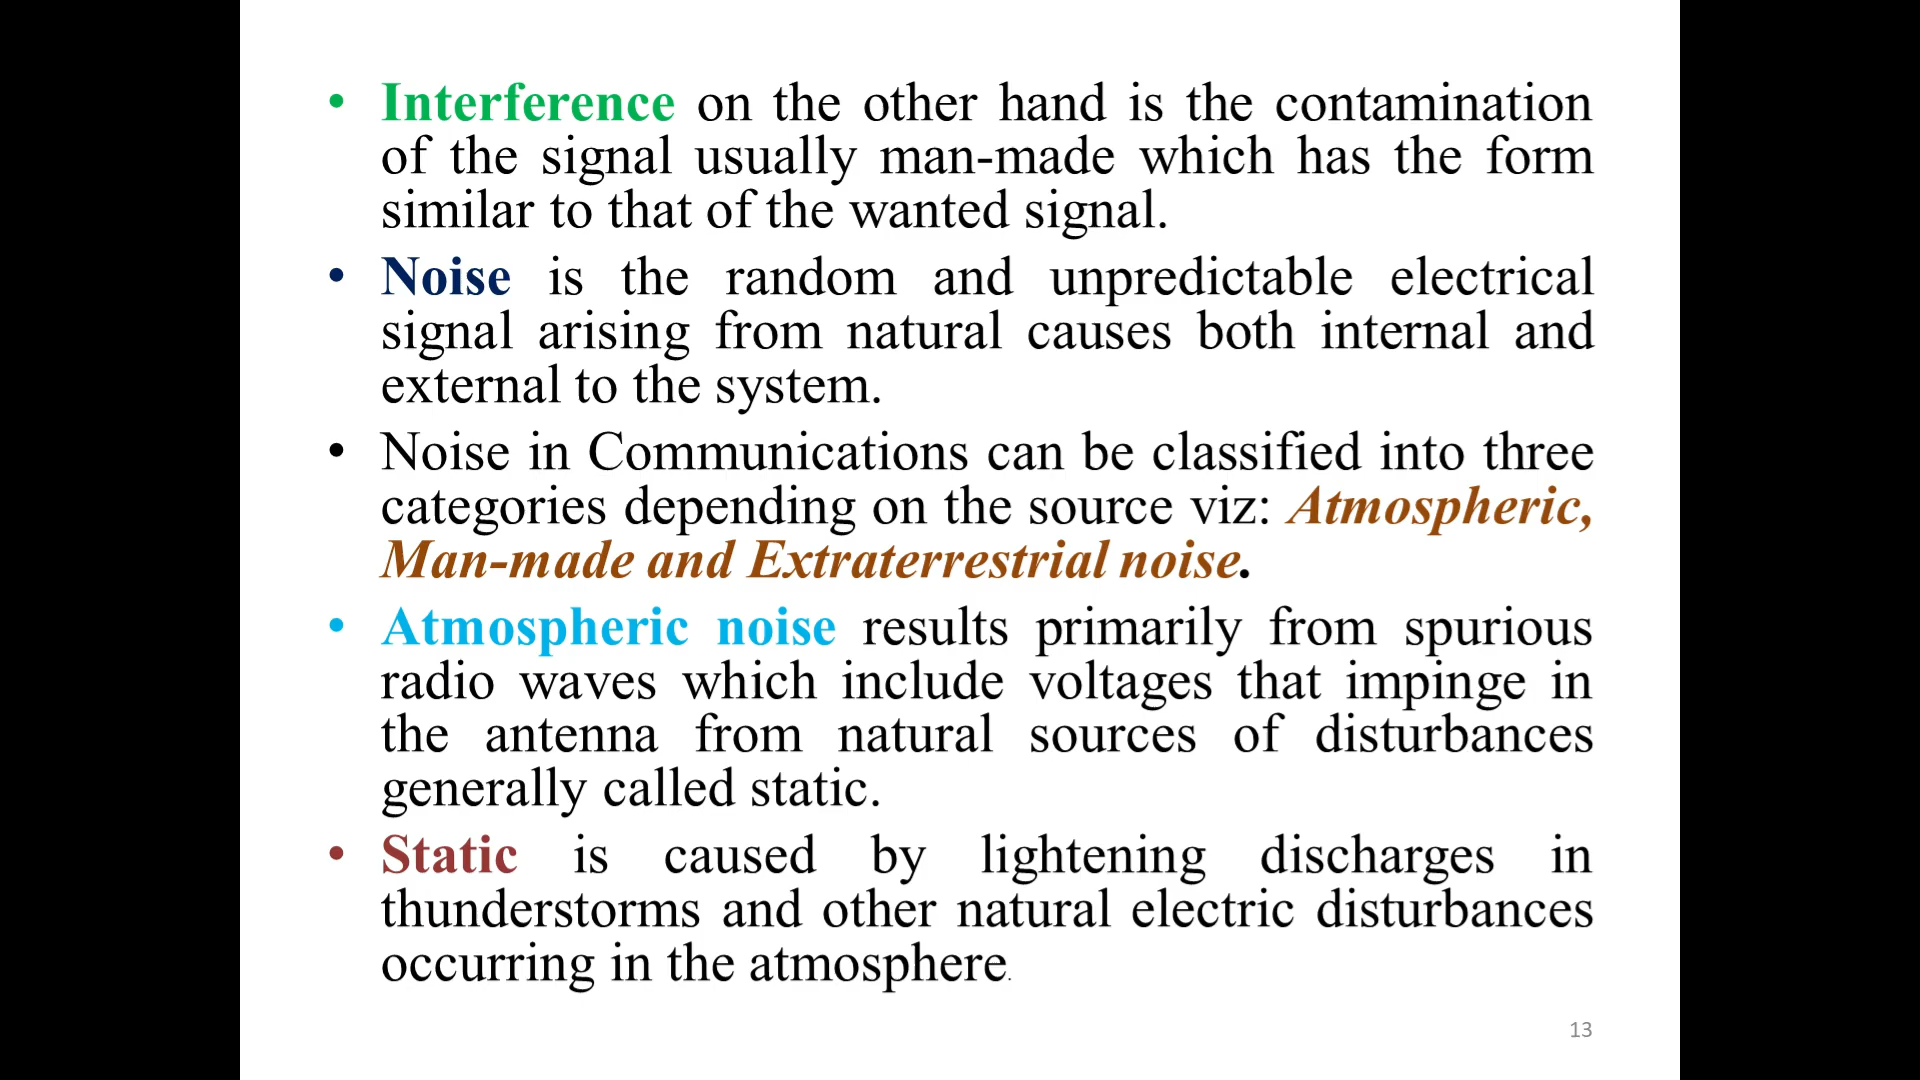 • Interference on the other hand is the contamination
of the signal usually man-made which has the form
similar to that of the wanted signal.
• Noise is the random and unpredictable electrical
signal arising from natural causes both internal and
external to the system.
• Noise in Communications can be classified into three
categories depending on the source viz: Atmospheric,
Man-made and Extraterrestrial noise.
• Atmospheric noise results primarily from spurious
radio waves which include voltages that impinge in
the antenna from natural sources of disturbances
generally called static.
• Static is caused by lightening discharges in
thunderstorms and other natural electric disturbances
occurring in the atmosphere.
13